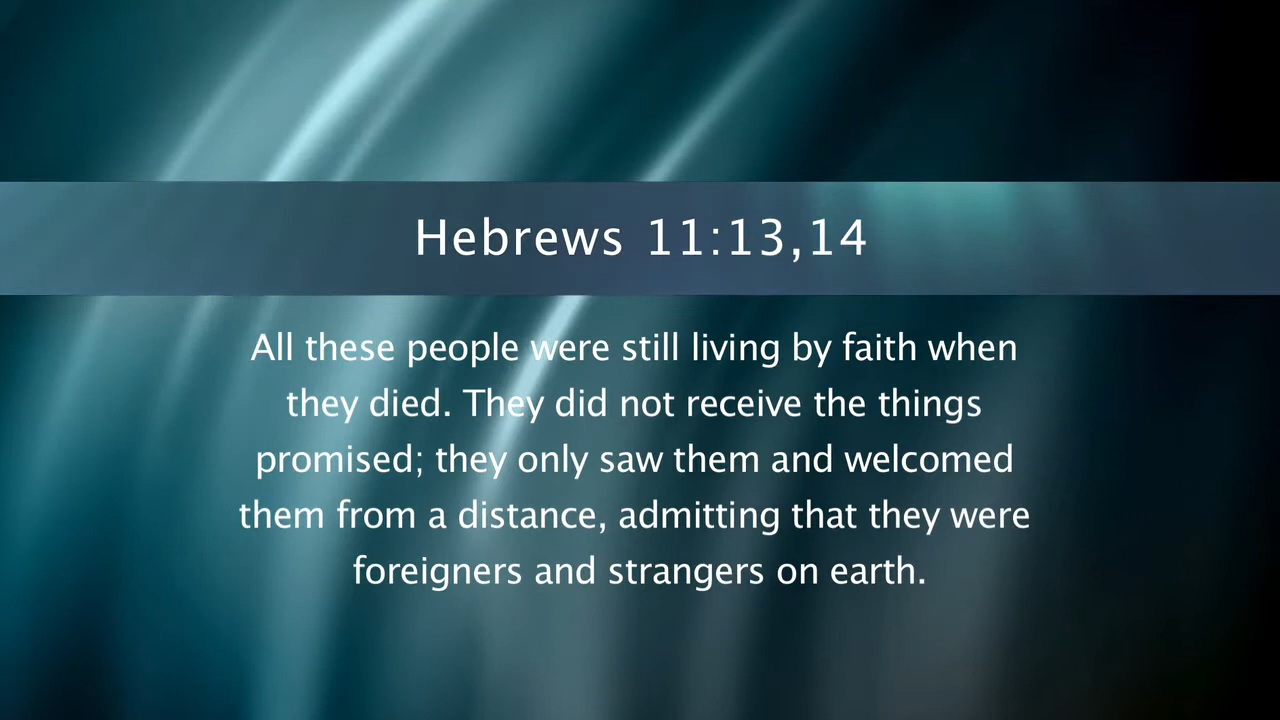 Hebrews 11:13,14
All these people were still living by faith when
they died. They did not receive the things
promised; they only saw them and welcomed
them from a distance, admitting that they were
foreigners and strangers on earth.